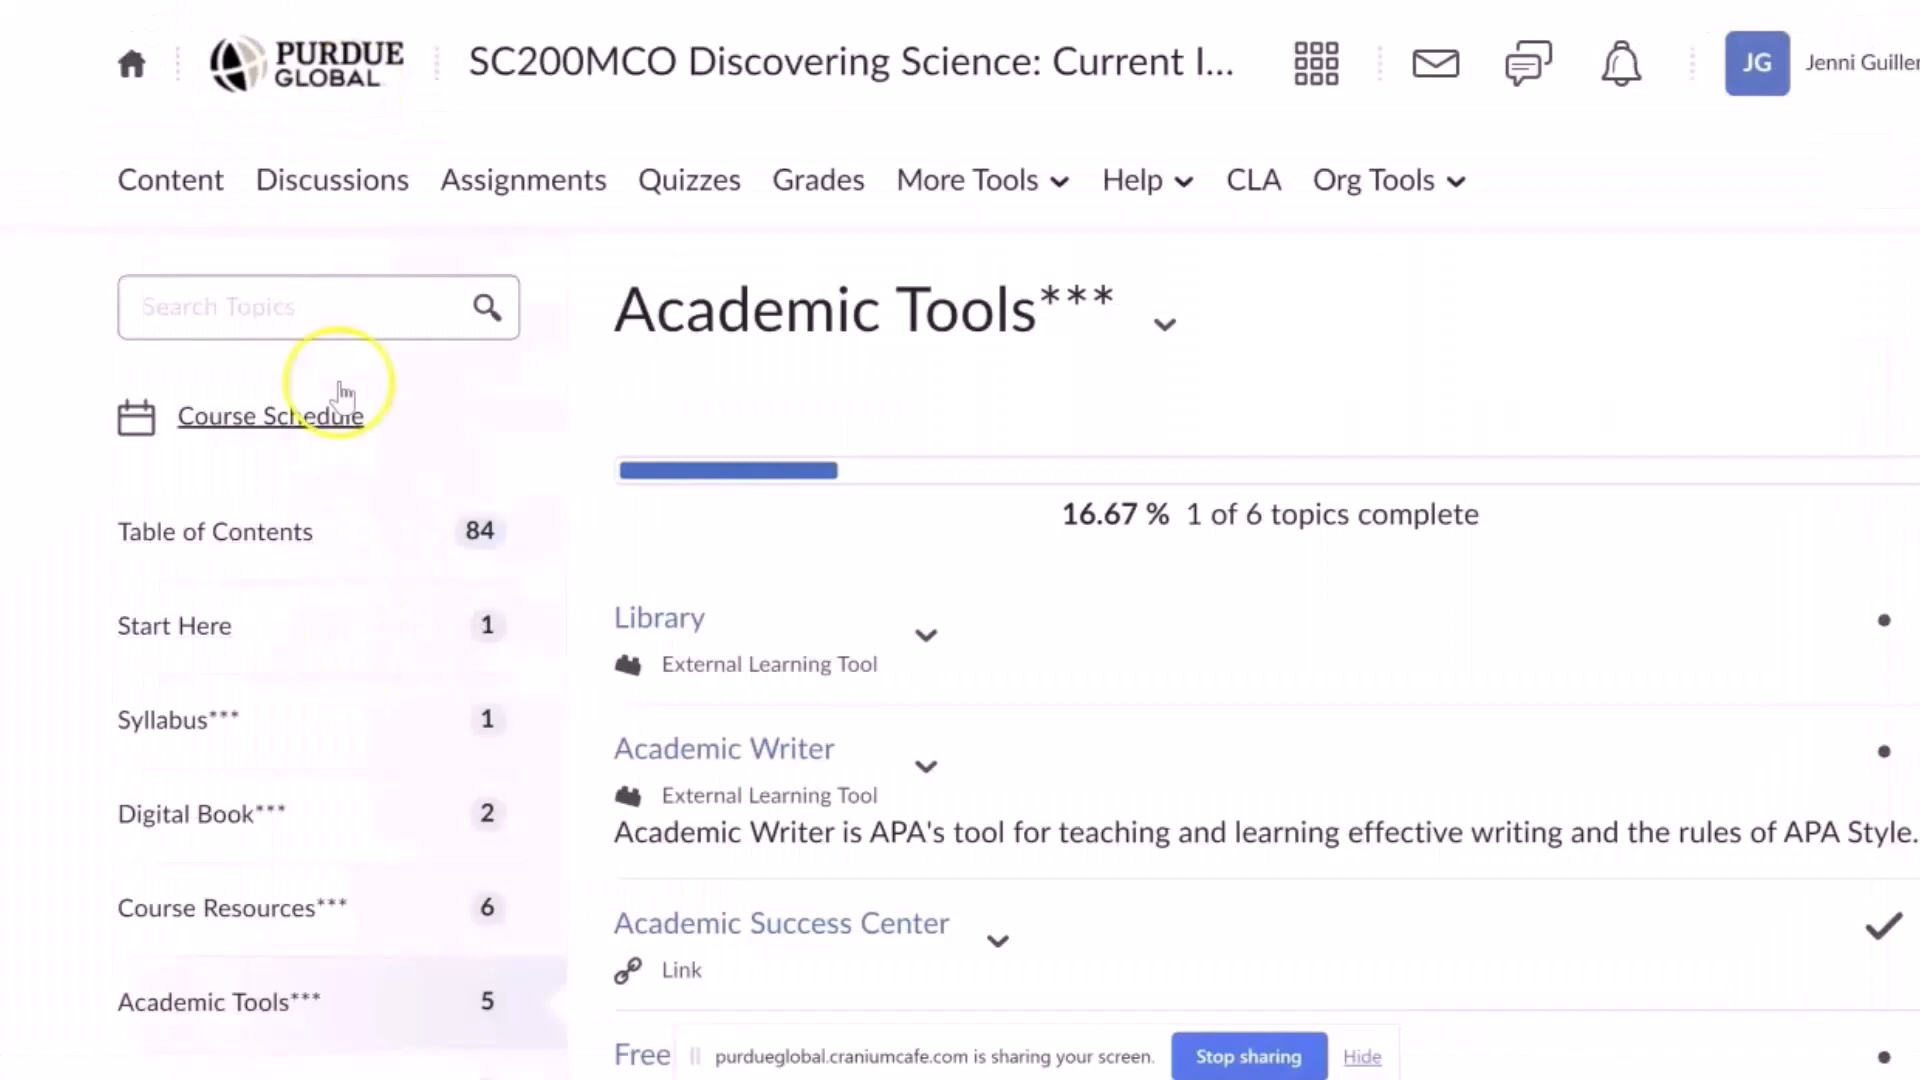 PURDUE
GLOBAL
SC200MCO Discovering Science: Current I...
JG
Jenni Guiller
Content Discussions Assignments Quizzes Grades More Tools Help CLA Org Tools
Search Topics
Course Schedule
Table of Contents 84
Start Here 1
Syllabus*** 1
Digital Book*** 2
Course Resources*** 6
Academic Tools*** 5
Academic Tools***
16.67 % 1 of 6 topics complete
Library
External Learning Tool
Academic Writer
External Learning Tool
Academic Writer is APA's tool for teaching and learning effective writing and the rules of APA Style.
Academic Success Center
Link
Free
purdueglobal.craniumcafe.com is sharing your screen. Stop sharing Hide